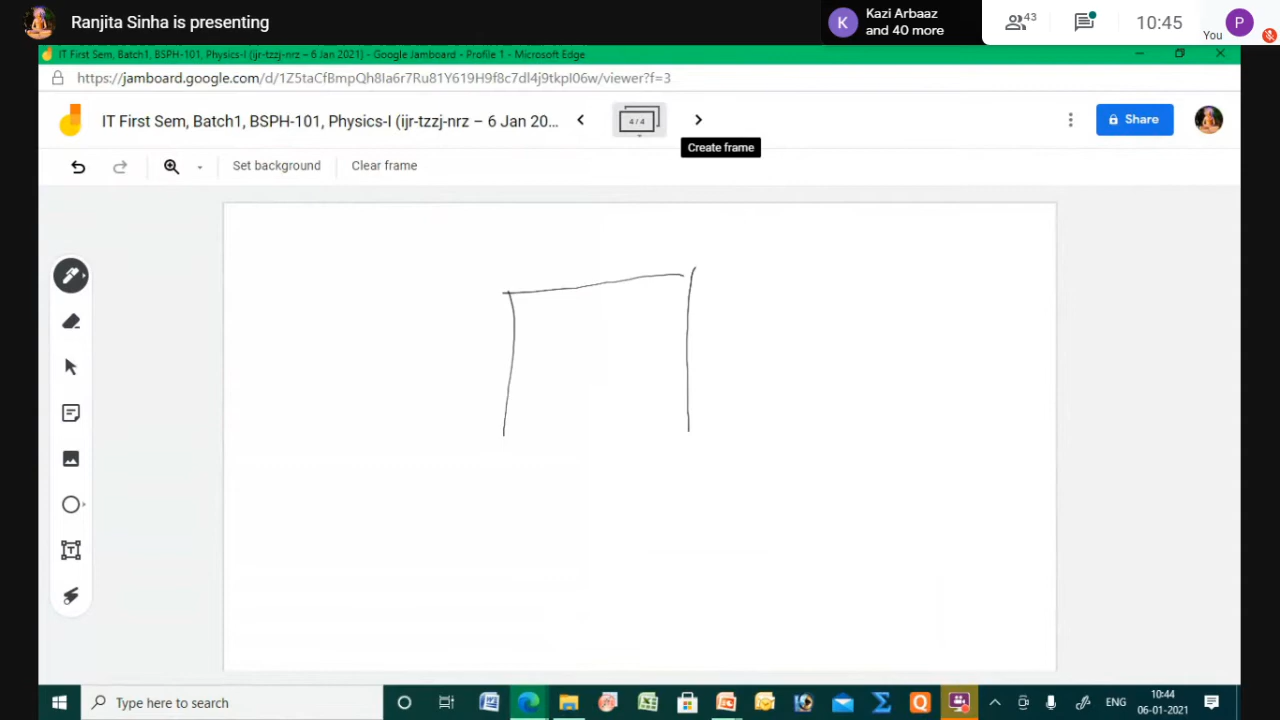 Ranjita Sinha is presenting
K
Kazi Arbaaz
and 40 more
43
10:45
You
P
IT First Sem, Batch1, BSPH-101, Physics-I (ijr-tzzj-nrz – 6 Jan 2021) - Google Jamboard - Profile 1 - Microsoft Edge
https://jamboard.google.com/d/1Z5taCfBmpQh8Ia6r7Ru81Y619H9f8c7dl4j9tkpI06w/viewer?f=3
IT First Sem, Batch1, BSPH-101, Physics-I (ijr-tzzj-nrz – 6 Jan 20...
4 / 4
Share
Create frame
Set background
Clear frame
Type here to search
ENG
10:44
06-01-2021